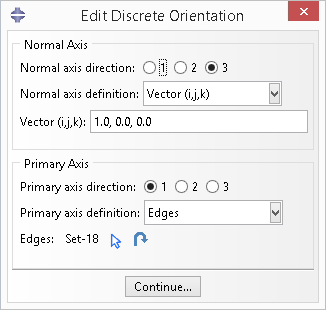 Edit Discrete Orientation
Normal Axis
Normal axis direction: 1 2 3
Normal axis definition: Vector (i,j,k)
Vector (i,j,k): 1.0, 0.0, 0.0
Primary Axis
Primary axis direction: 1 2 3
Primary axis definition: Edges
Edges: Set-18
Continue...